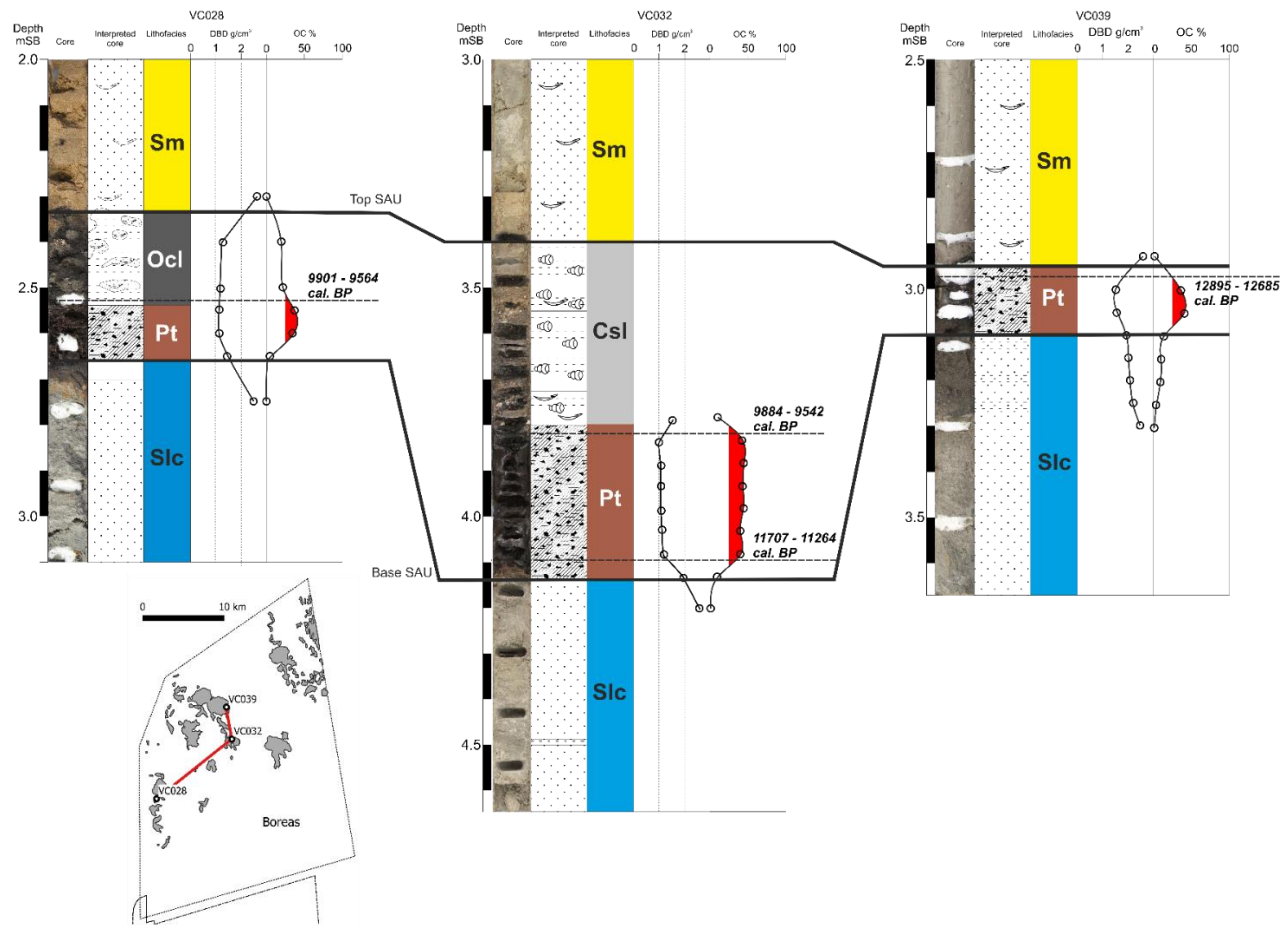 VC028
Depth
mSB
Core
Interpreted
core
Lithofacies
DBD g/cm³
OC %
0
1
2
0
100
2.0
2.5
3.0
Sm
Ocl
Pt
Slc
9901 - 9564
cal. BP
Top SAU
Base SAU
VC032
Depth
mSB
Core
Interpreted
core
Lithofacies
DBD g/cm³
OC %
0
1
2
0
50
100
3.0
3.5
4.0
4.5
Sm
Csl
Pt
Slc
9884 - 9542
cal. BP
11707 - 11264
cal. BP
VC039
Depth
mSB
Core
Interpreted
core
Lithofacies
DBD g/cm³
OC %
0
1
2
0
50
100
2.5
3.0
3.5
Sm
Pt
Slc
12895 - 12685
cal. BP
0
10 km
VC039
VC032
VC028
Boreas